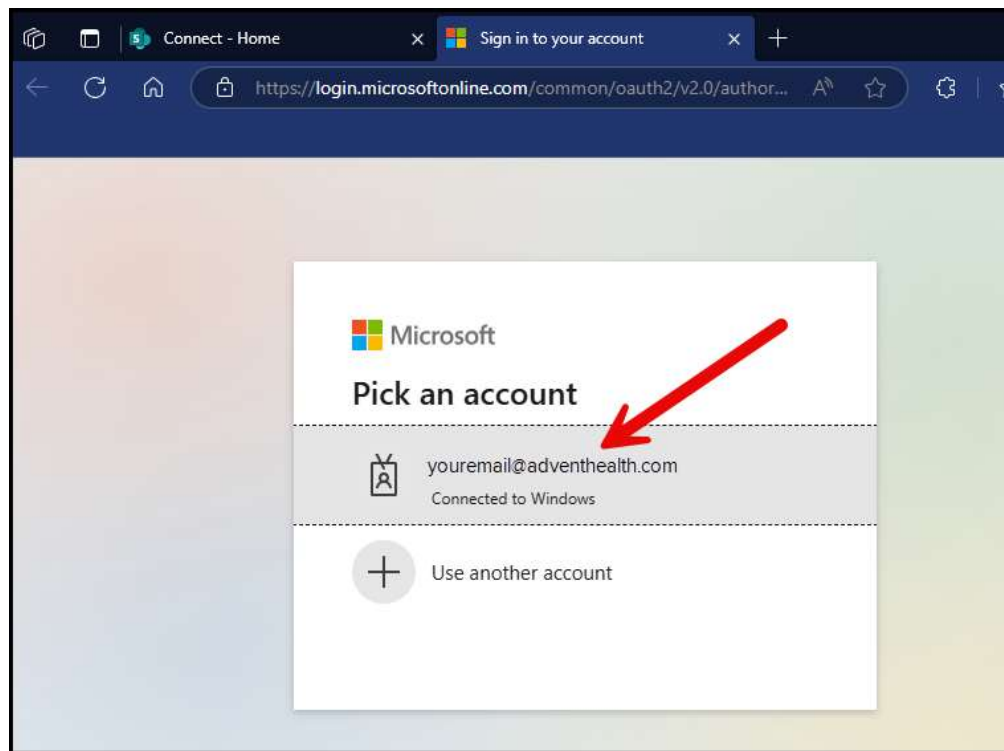 Connect - Home
Sign in to your account
https://login.microsoftonline.com/common/oauth2/v2.0/author...
Microsoft
Pick an account
youremail@adventhealth.com
Connected to Windows
Use another account